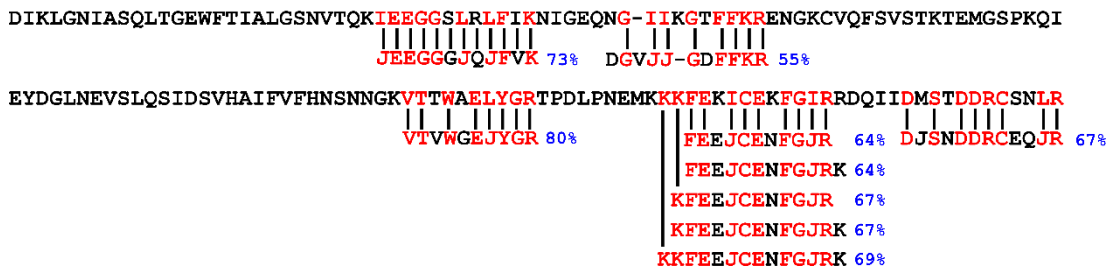 DIKLGNIASQLTGEWFTIALGSNVTQKIEEGGSLRLFIKNIGEQNG-IIKGTFFKRENGKCVQFSVSTKTEMGSPKQI
JEEGGGJQJFVK 73% DGVJJ-GDFFKR 55%
EYDGLNEVSLQSIDSVHAIFVFHNSNNGKVTTWAELYGRTPDLPNEMKKKFEKICEKFGIRRDQIIDMSTDDRCSNLR
VTVWGEJYGR 80% FEEJCENFGJR 64% DJSNDDRCEQJR 67%
FEEJCENFGJRK 64%
KFEEJCENFGJR 67%
KFEEJCENFGJRK 67%
KKFEEJCENFGJRK 69%